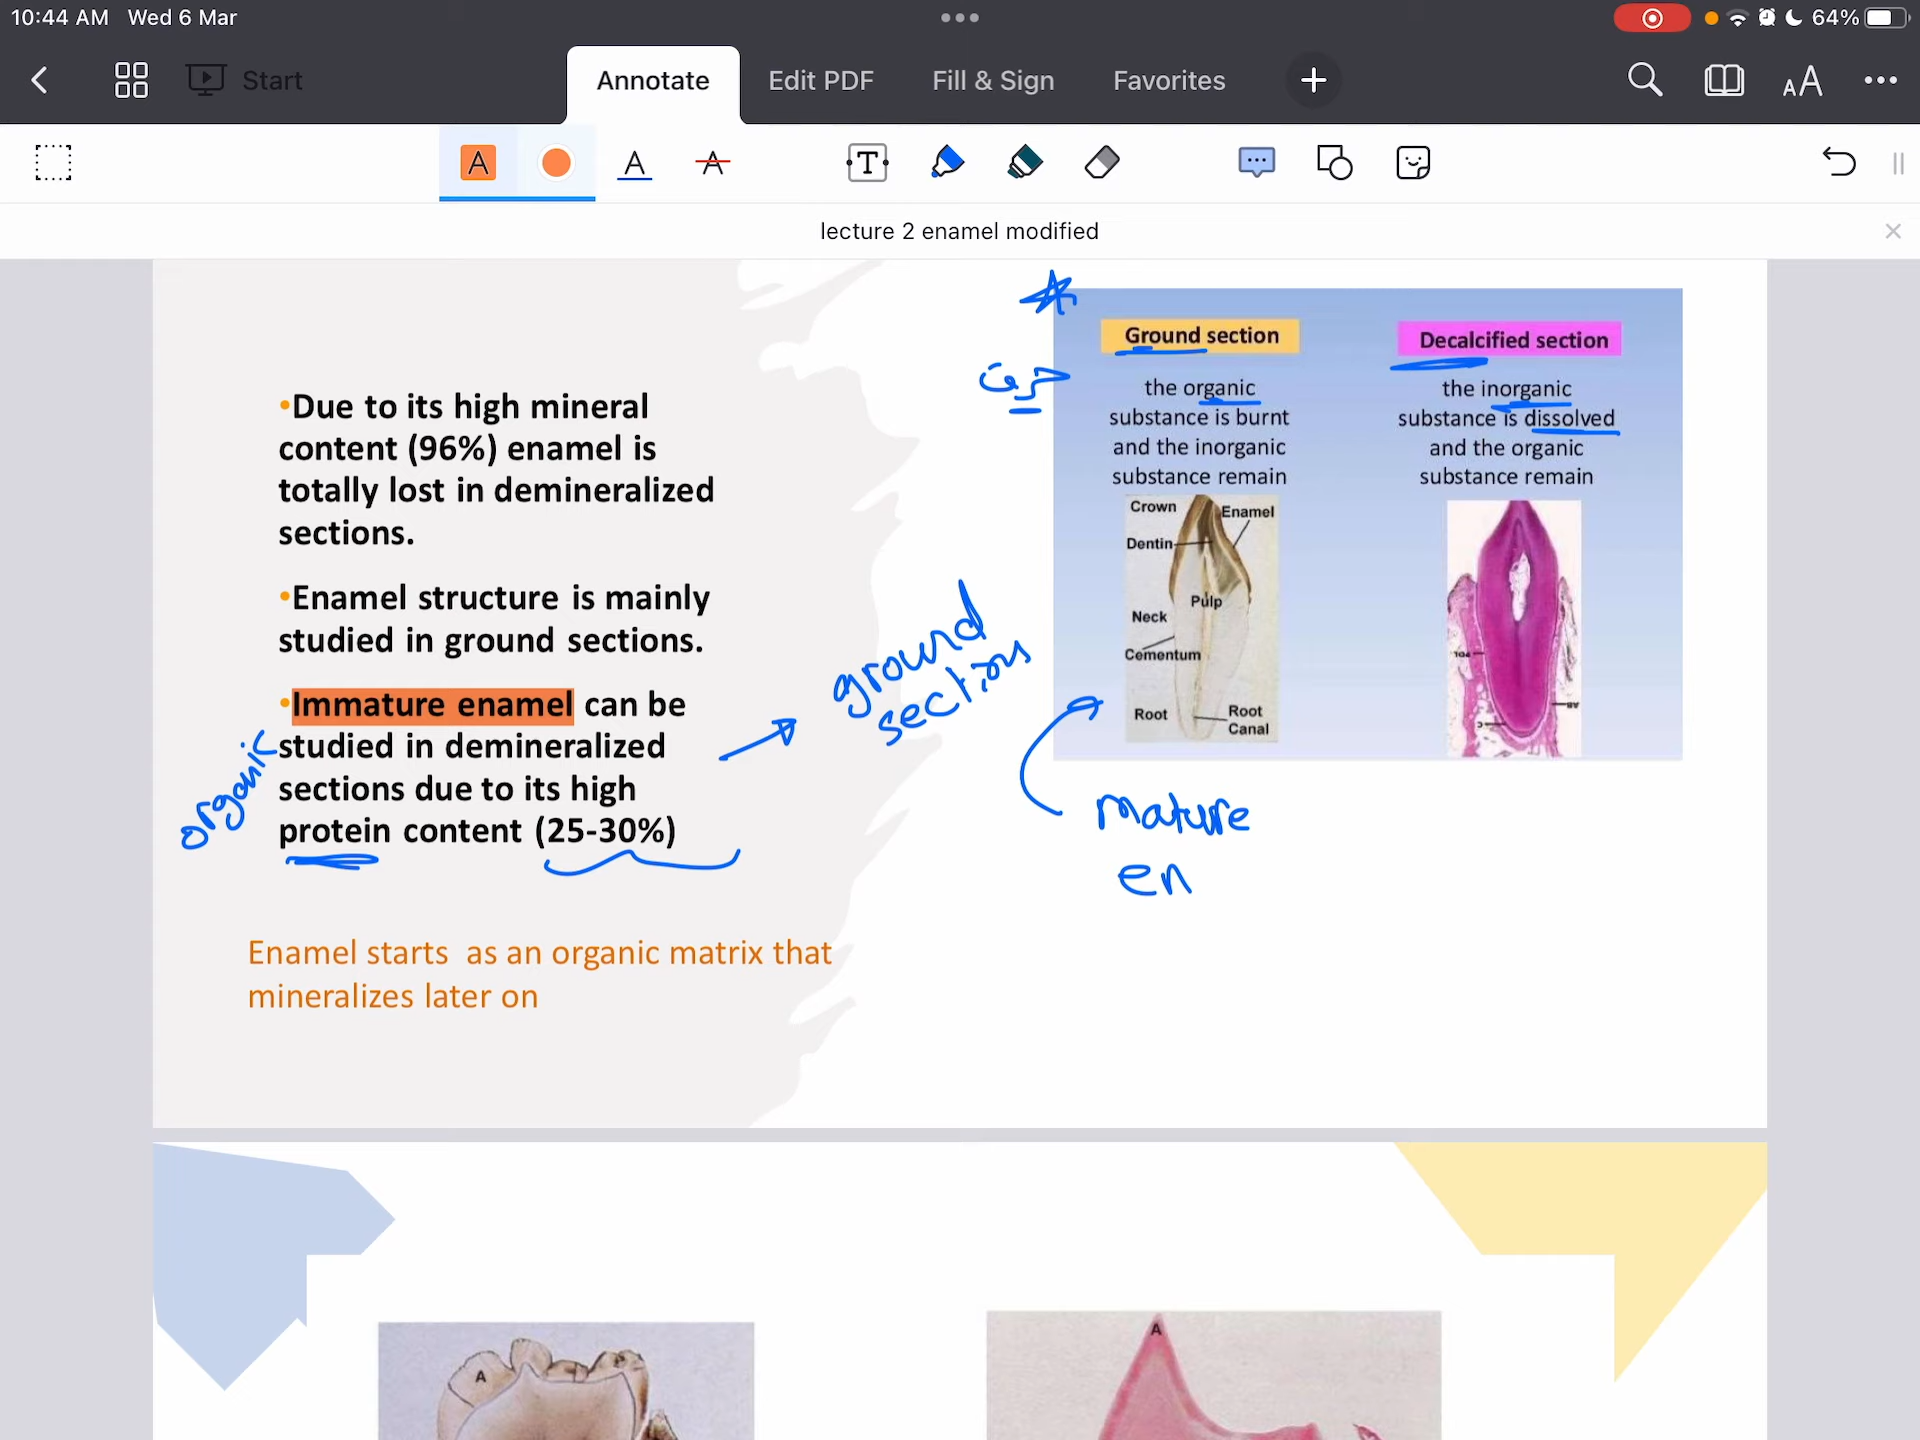 10:44 AM Wed 6 Mar
64%
Start
Annotate
Edit PDF
Fill & Sign
Favorites
AA
A
A
A
T
lecture 2 enamel modified
•Due to its high mineral
content (96%) enamel is
totally lost in demineralized
sections.
•Enamel structure is mainly
studied in ground sections.
•Immature enamel can be
studied in demineralized
sections due to its high
protein content (25-30%)
organic
ground
section
Enamel starts as an organic matrix that
mineralizes later on
Ground section
the organic
substance is burnt
and the inorganic
substance remain
Crown
Enamel
Dentin
Pulp
Neck
Cementum
Root
Root
Canal
Decalcified section
the inorganic
substance is dissolved
and the organic
substance remain
PDL
AB
C
mature
en
A
A